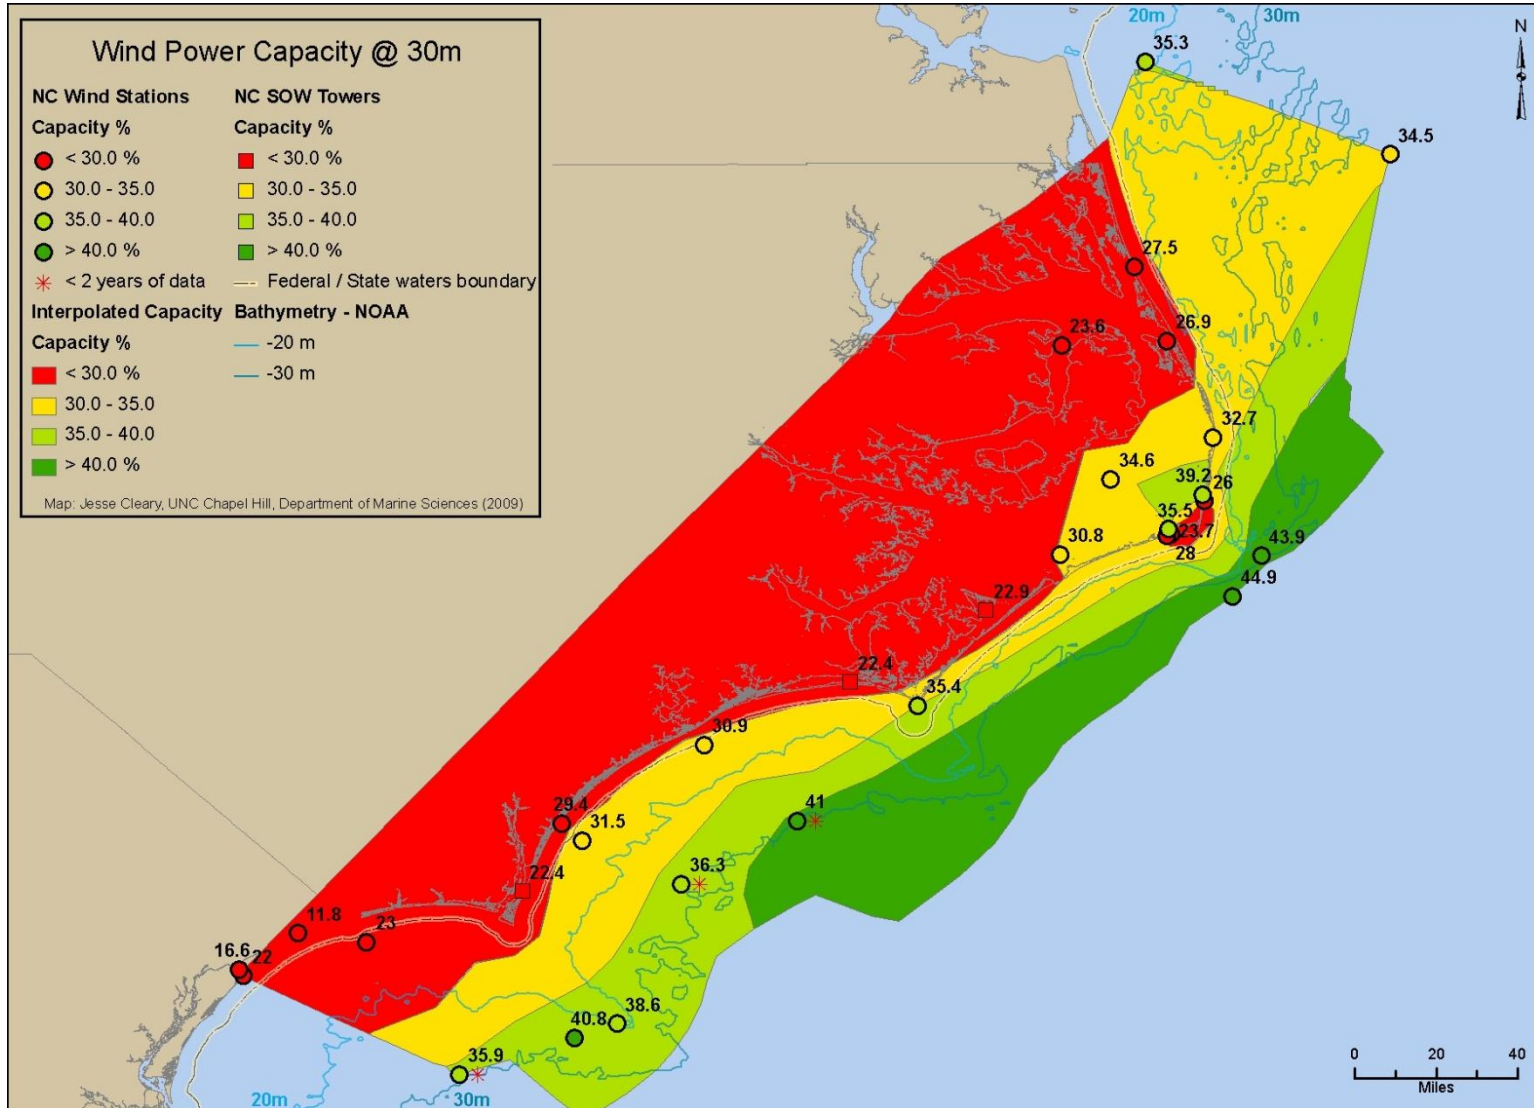 Wind Power Capacity @ 30m
NC Wind Stations
Capacity %
< 30.0 %
30.0 - 35.0
35.0 - 40.0
> 40.0 %
< 2 years of data
Interpolated Capacity
Capacity %
< 30.0 %
30.0 - 35.0
35.0 - 40.0
> 40.0 %
NC SOW Towers
Capacity %
< 30.0 %
30.0 - 35.0
35.0 - 40.0
> 40.0 %
Federal / State waters boundary
Bathymetry - NOAA
-20 m
-30 m
Map: Jesse Cleary, UNC Chapel Hill, Department of Marine Sciences (2009)
20m
30m
N
35.3
34.5
27.5
26.9
23.6
32.7
34.6
39.2
26
35.5
23.7
28
30.8
43.9
44.9
22.9
22.4
35.4
30.9
29.4
31.5
41
36.3
22.4
11.8
23
16.6
22
40.8
38.6
35.9
20m
30m
0 20 40
Miles